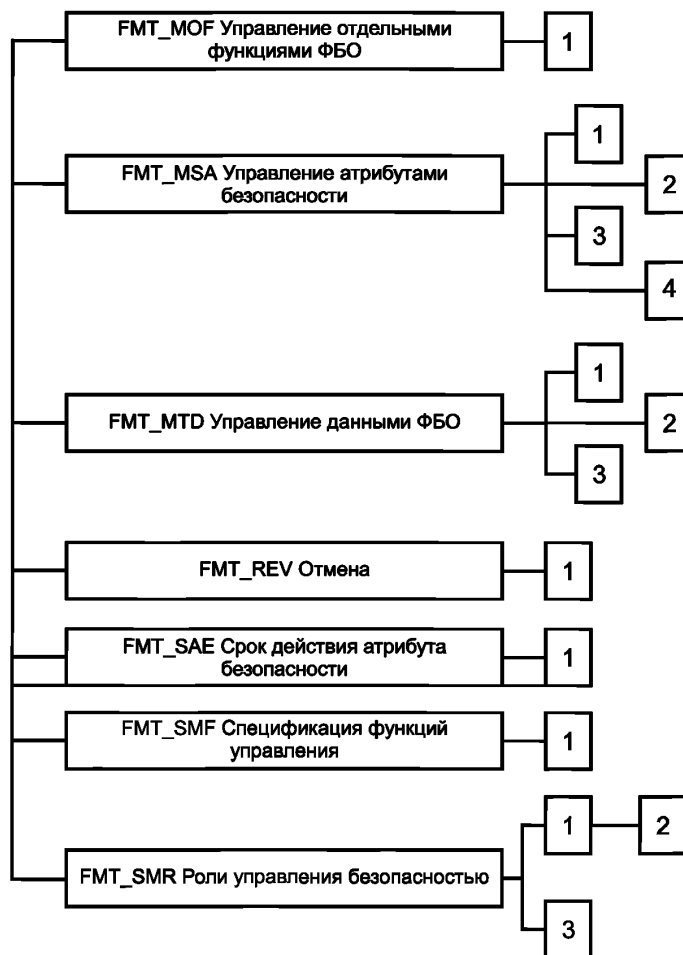 FMT_MOF Управление отдельными
функциями ФБО
1
1
FMT_MSA Управление атрибутами
безопасности
2
3
4
1
FMT_MTD Управление данными ФБО
2
3
FMT_REV Отмена
1
FMT_SAE Срок действия атрибута
безопасности
1
FMT_SMF Спецификация функций
управления
1
1
2
FMT_SMR Роли управления безопасностью
3